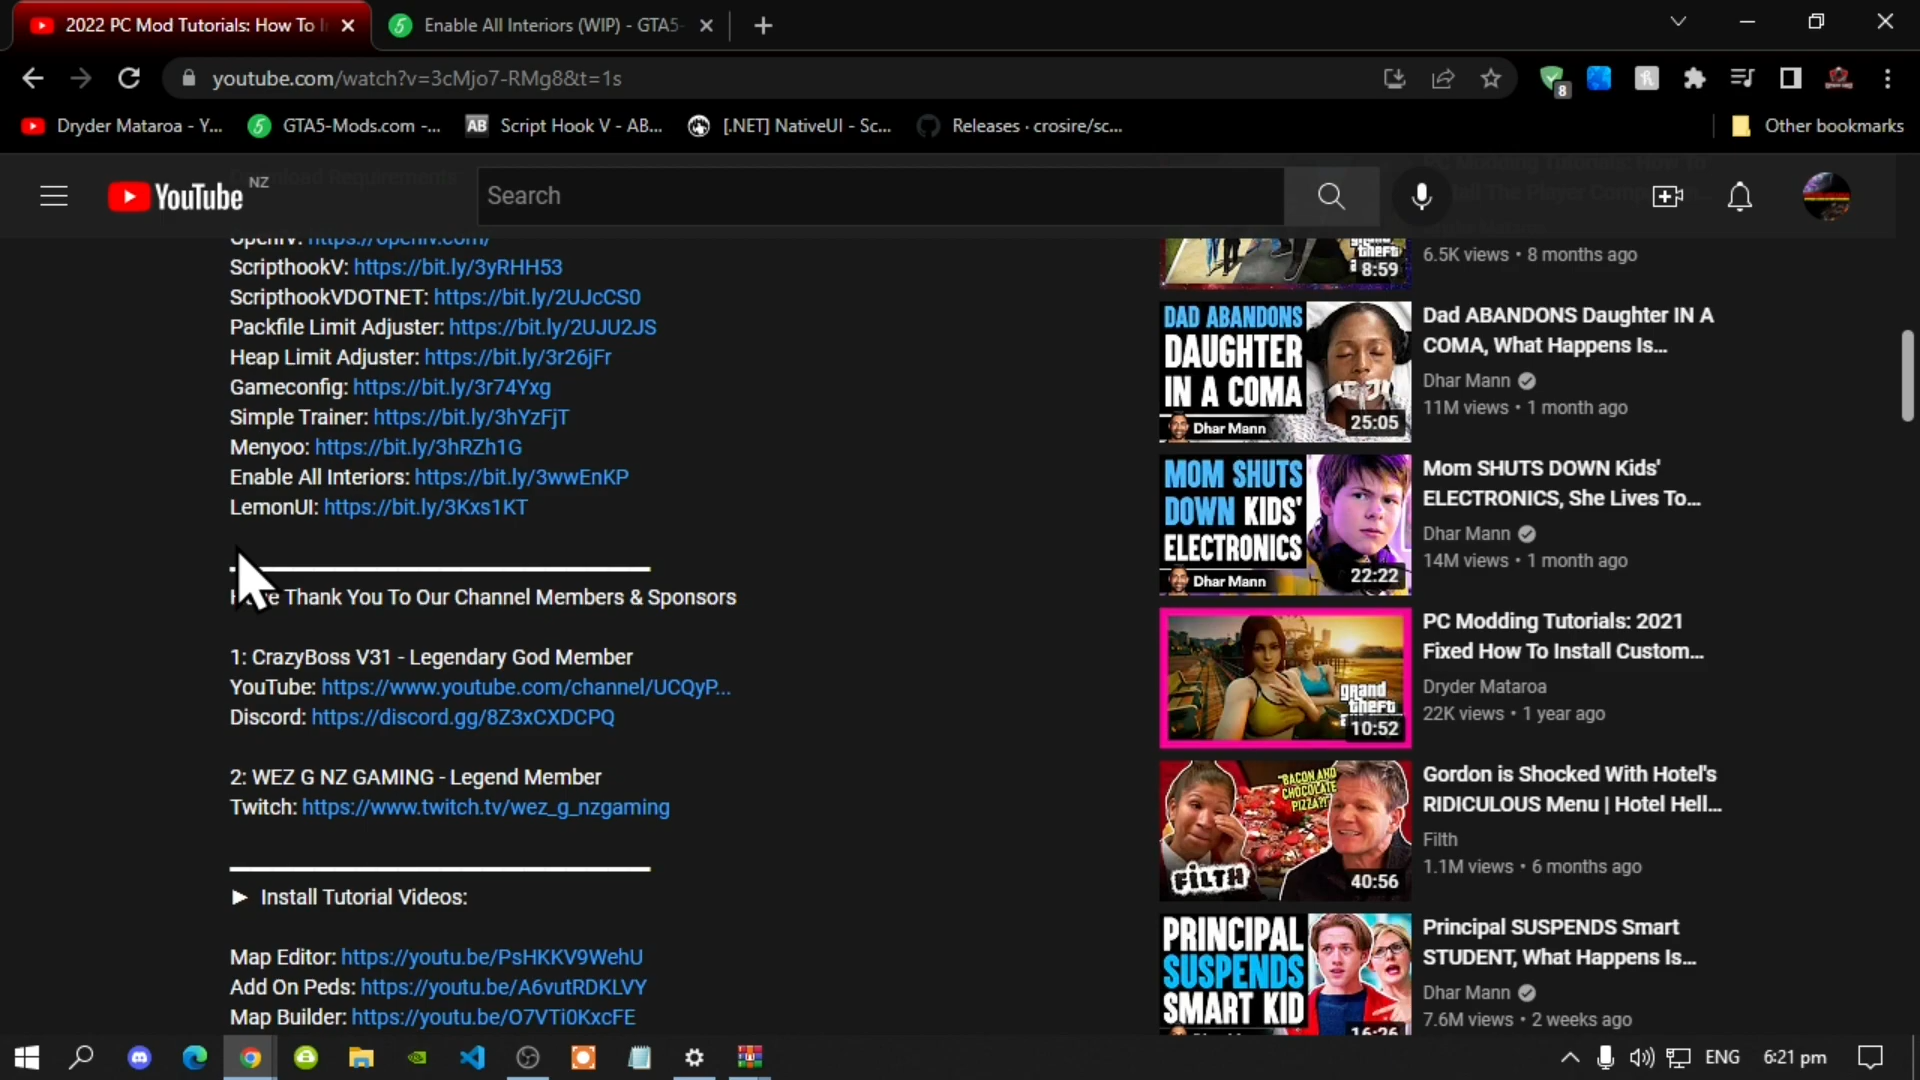 2022 PC Mod Tutorials: How To I
Enable All Interiors (WIP) - GTA5-
youtube.com/watch?v=3cMjo7-RMg8&t=1s
8
Dryder Mataroa - Y...
GTA5-Mods.com -...
AB
Script Hook V - AB...
[.NET] NativeUI - Sc...
Releases · crosire/sc...
Other bookmarks
YouTube NZ
Search
OpenIV: https://openiv.com/
ScripthookV: https://bit.ly/3yRHH53
ScripthookVDOTNET: https://bit.ly/2UJcCS0
Packfile Limit Adjuster: https://bit.ly/2UJU2JS
Heap Limit Adjuster: https://bit.ly/3r26jFr
Gameconfig: https://bit.ly/3r74Yxg
Simple Trainer: https://bit.ly/3hYzFjT
Menyoo: https://bit.ly/3hRZh1G
Enable All Interiors: https://bit.ly/3wwEnKP
LemonUI: https://bit.ly/3Kxs1KT
Thank You To Our Channel Members & Sponsors
1: CrazyBoss V31 - Legendary God Member
YouTube: https://www.youtube.com/channel/UCQyP...
Discord: https://discord.gg/8Z3xCXDCPQ
2: WEZ G NZ GAMING - Legend Member
Twitch: https://www.twitch.tv/wez_g_nzgaming
► Install Tutorial Videos:
Map Editor: https://youtu.be/PsHKKV9WehU
Add On Peds: https://youtu.be/A6vutRDKLVY
Map Builder: https://youtu.be/O7VTi0KxcFE
theft
8:59
6.5K views • 8 months ago
DAD ABANDONS
DAUGHTER
IN A COMA
Dhar Mann
25:05
Dad ABANDONS Daughter IN A
COMA, What Happens Is...
Dhar Mann
11M views • 1 month ago
MOM SHUTS
DOWN KIDS'
ELECTRONICS
Dhar Mann
22:22
Mom SHUTS DOWN Kids'
ELECTRONICS, She Lives To...
Dhar Mann
14M views • 1 month ago
grand
theft
10:52
PC Modding Tutorials: 2021
Fixed How To Install Custom...
Dryder Mataroa
22K views • 1 year ago
"BACON AND
CHOCOLATE
PIZZA?!"
FILTH
40:56
Gordon is Shocked With Hotel's
RIDICULOUS Menu | Hotel Hell...
Filth
1.1M views • 6 months ago
PRINCIPAL
SUSPENDS
SMART KID
16:26
Principal SUSPENDS Smart
STUDENT, What Happens Is...
Dhar Mann
7.6M views • 2 weeks ago
ENG
6:21 pm